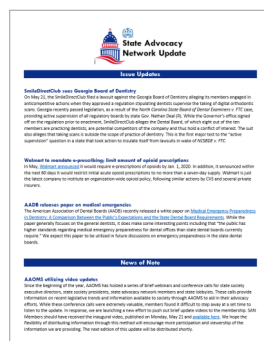 State Advocacy
Network Update
Issue Updates
SmileDirectClub sues Georgia Board of Dentistry
On May 21, the SmileDirectClub filed a lawsuit against the Georgia Board of Dentistry alleging its members engaged in
anticompetitive actions when they approved a regulation stipulating dentists supervise the taking of digital orthodontic
scans. Georgia recently passed legislation, as a result of the North Carolina State Board of Dental Examiners v. FTC case,
providing active supervision of all regulatory boards by state Gov. Nathan Deal (R). While the Governor's office signed
off on the regulation prior to enactment, SmileDirectClub alleges the Dental Board, of which eight out of the ten
members are practicing dentists, are potential competitors of the company and thus hold a conflict of interest. The suit
also alleges that taking scans is outside the scope of practice of dentistry. This is the first major test to the "active
supervision" question in a state that took action to insulate itself from lawsuits in wake of NCSBDE v. FTC.
Walmart to mandate e-prescribing; limit amount of opioid prescriptions
In May, Walmart announced it would require e-prescriptions of opioids by Jan. 1, 2020. In addition, it announced within
the next 60 days it would restrict initial acute opioid prescriptions to no more than a seven-day supply. Walmart is just
the latest company to institute an organization-wide opioid policy, following similar actions by CVS and several private
insurers.
AADB releases paper on medical emergencies
The American Association of Dental Boards (AADB) recently released a white paper on Medical Emergency Preparedness
in Dentistry: A Comparison Between the Public's Expectations and the State Dental Board Requirements. While the
paper generally focuses on the general dentists, it does make some interesting points including that "the public has
higher standards regarding medical emergency preparedness for dental offices than state dental boards currently
require." We expect this paper to be utilized in future discussions on emergency preparedness in the state dental
boards.
News of Note
AAOMS utilizing video updates
Since the beginning of year, AAOMS has hosted a series of brief webinars and conference calls for state society
executive directors, state society presidents, state advocacy network members and state lobbyists. These calls provide
information on recent legislative trends and information available to society through AAOMS to aid in their advocacy
efforts. While these conference calls were extremely valuable, members found it difficult to step away at a set time to
listen to the update. In response, we are launching a new effort to push out brief update videos to the membership. SAN
Members should have received the inaugural video, published on Monday, May 21 and available here. We hope the
flexibility of distributing information through this method will encourage more participation and viewership of the
information we are providing. The next edition of this update will be distributed shortly.